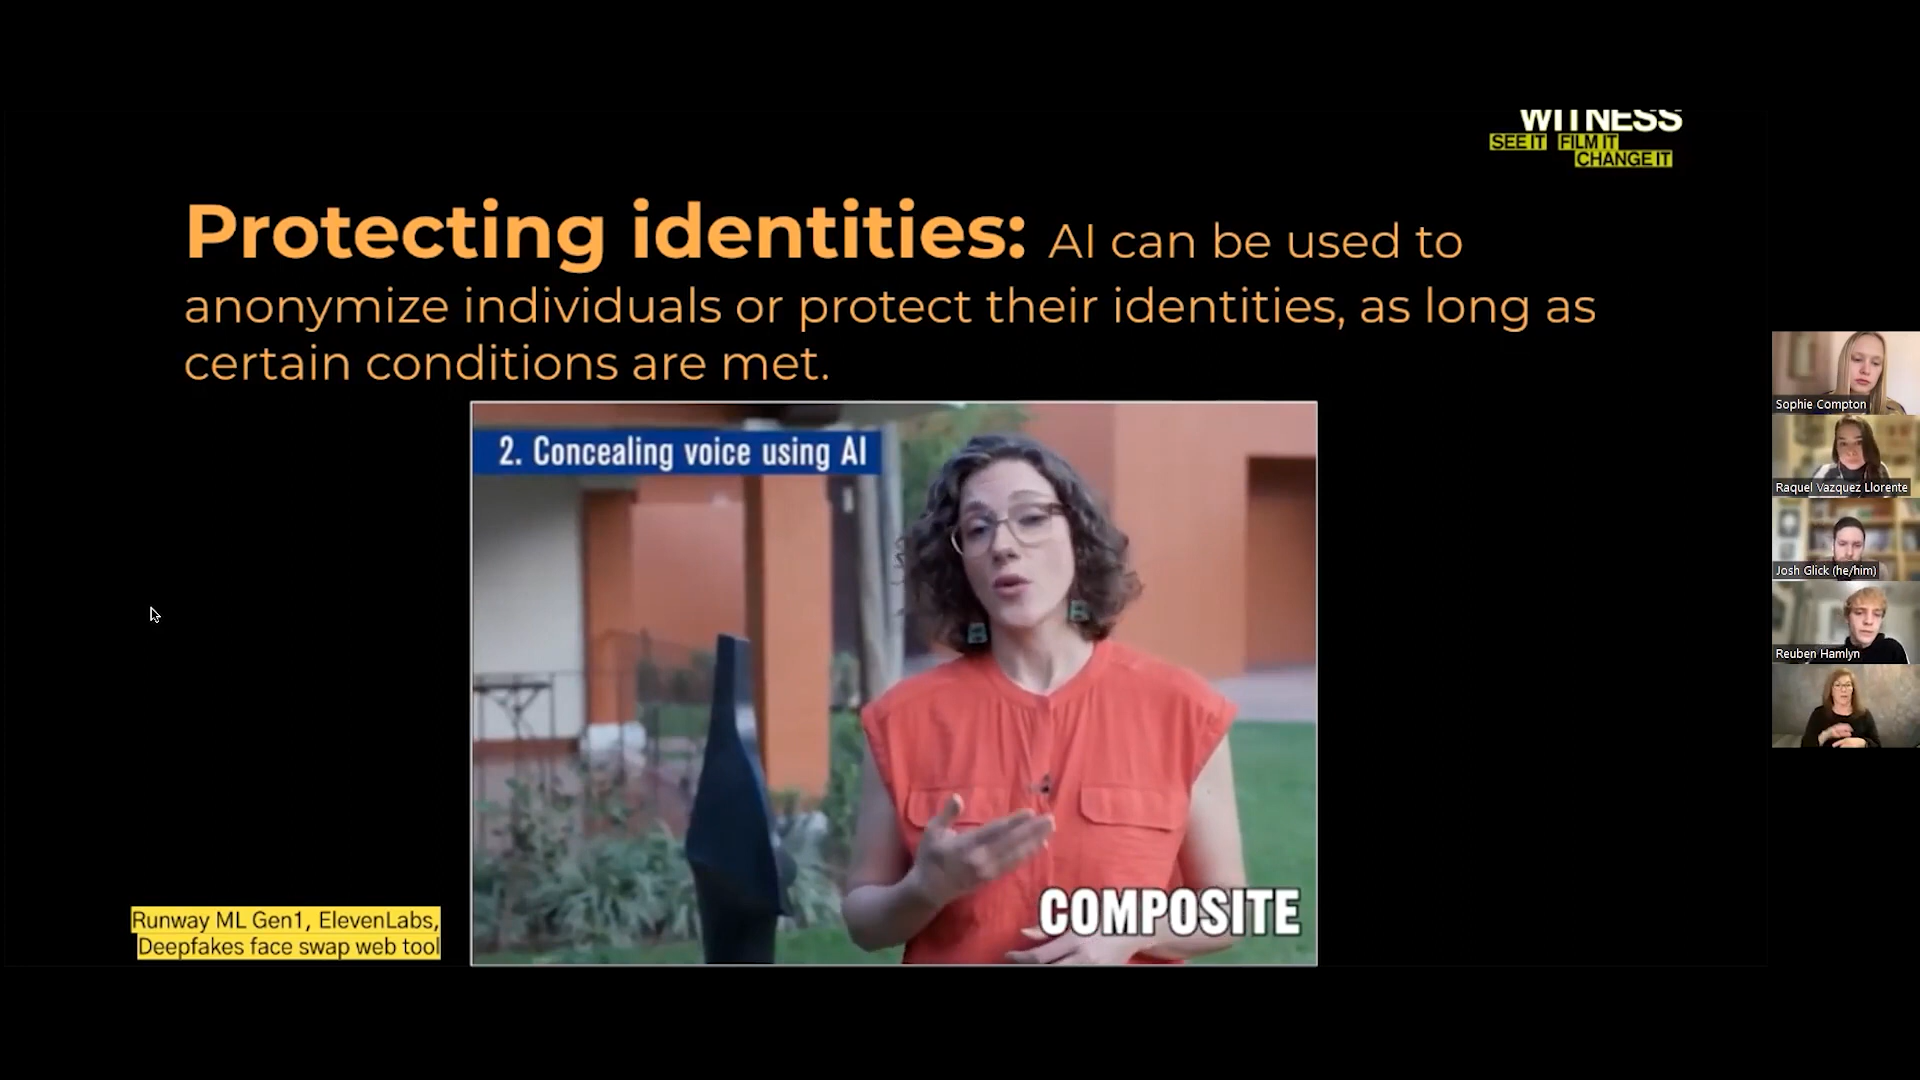 WITNESS
SEE IT FILM IT
CHANGE IT
Protecting identities: AI can be used to
anonymize individuals or protect their identities, as long as
certain conditions are met.
2. Concealing voice using AI
COMPOSITE
Runway ML Gen1, ElevenLabs,
Deepfakes face swap web tool
Sophie Compton
Raquel Vazquez Llorente
Josh Glick (he/him)
Reuben Hamlyn